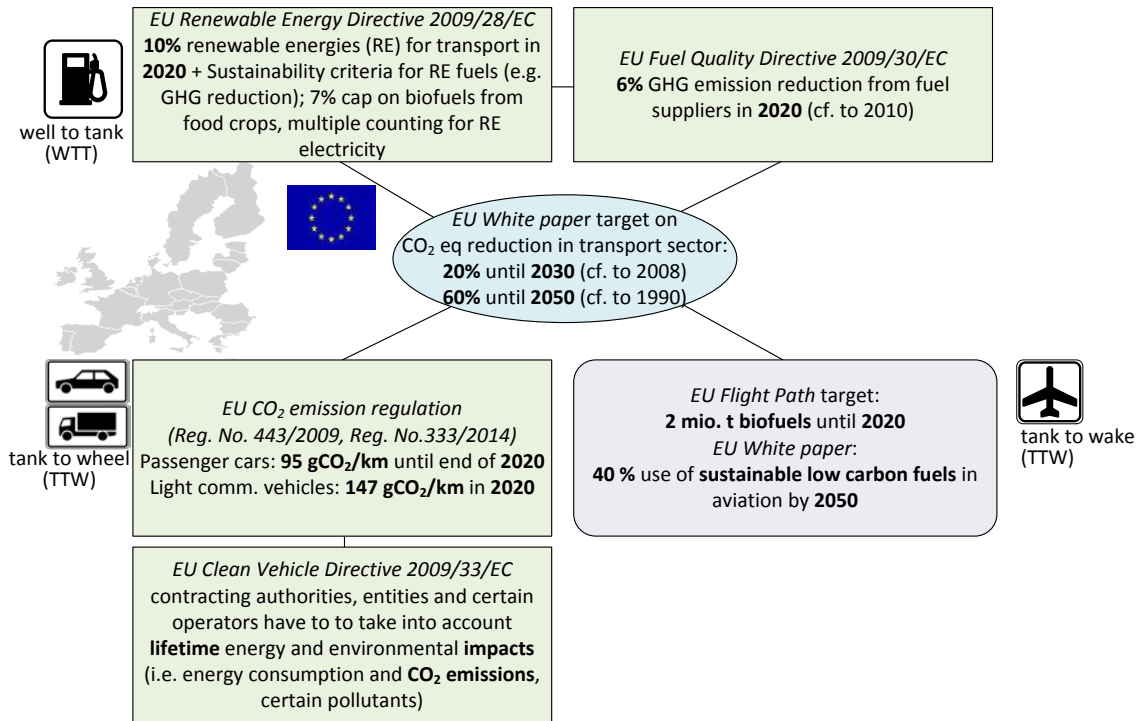 EU Renewable Energy Directive 2009/28/EC
10% renewable energies (RE) for transport in
2020 + Sustainability criteria for RE fuels (e.g.
GHG reduction); 7% cap on biofuels from
food crops, multiple counting for RE
electricity
EU Fuel Quality Directive 2009/30/EC
6% GHG emission reduction from fuel
suppliers in 2020 (cf. to 2010)
well to tank
(WTT)
EU White paper target on
CO₂ eq reduction in transport sector:
20% until 2030 (cf. to 2008)
60% until 2050 (cf. to 1990)
tank to wheel
(TTW)
EU CO₂ emission regulation
(Reg. No. 443/2009, Reg. No.333/2014)
Passenger cars: 95 gCO₂/km until end of 2020
Light comm. vehicles: 147 gCO₂/km in 2020
EU Flight Path target:
2 mio. t biofuels until 2020
EU White paper:
40 % use of sustainable low carbon fuels in
aviation by 2050
tank to wake
(TTW)
EU Clean Vehicle Directive 2009/33/EC
contracting authorities, entities and certain
operators have to to take into account
lifetime energy and environmental impacts
(i.e. energy consumption and CO₂ emissions,
certain pollutants)